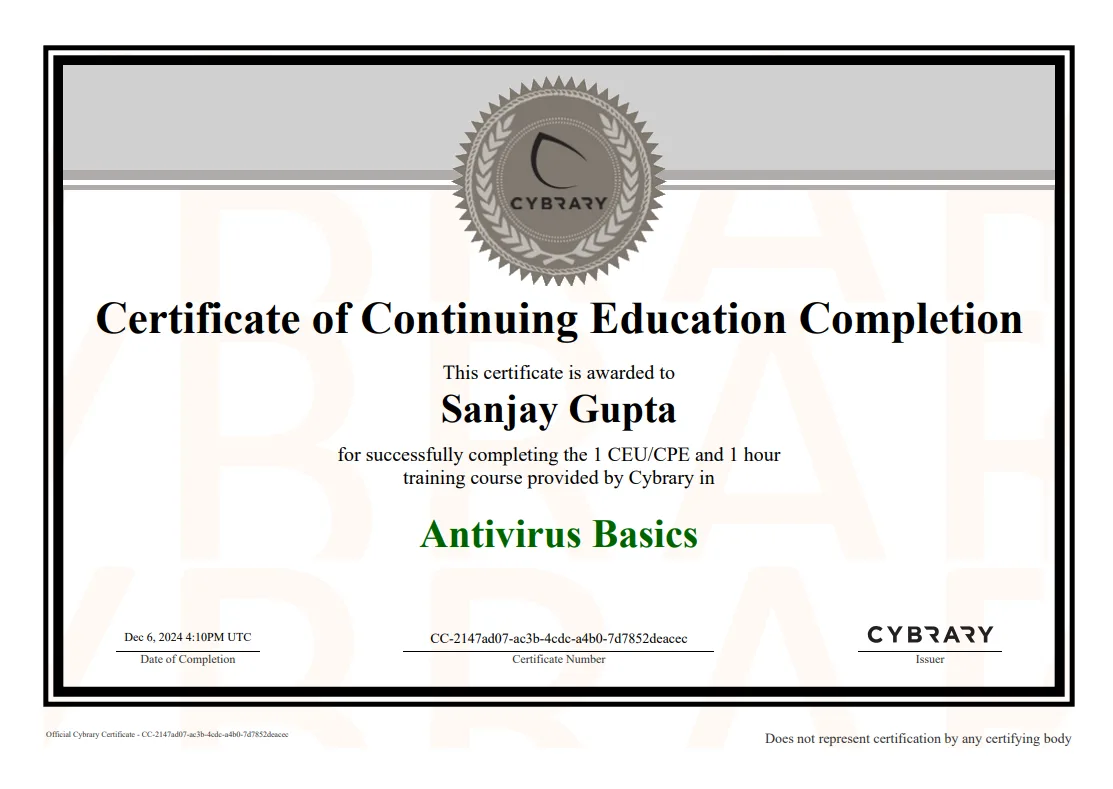 CYBRARY
Certificate of Continuing Education Completion
This certificate is awarded to
Sanjay Gupta
for successfully completing the 1 CEU/CPE and 1 hour
training course provided by Cybrary in
Antivirus Basics
Dec 6, 2024 4:10PM UTC
Date of Completion
CC-2147ad07-ac3b-4cdc-a4b0-7d7852deacec
Certificate Number
CYBRARY
Issuer
Official Cybrary Certificate - CC-2147ad07-ac3b-4cdc-a4b0-7d7852deacec
Does not represent certification by any certifying body